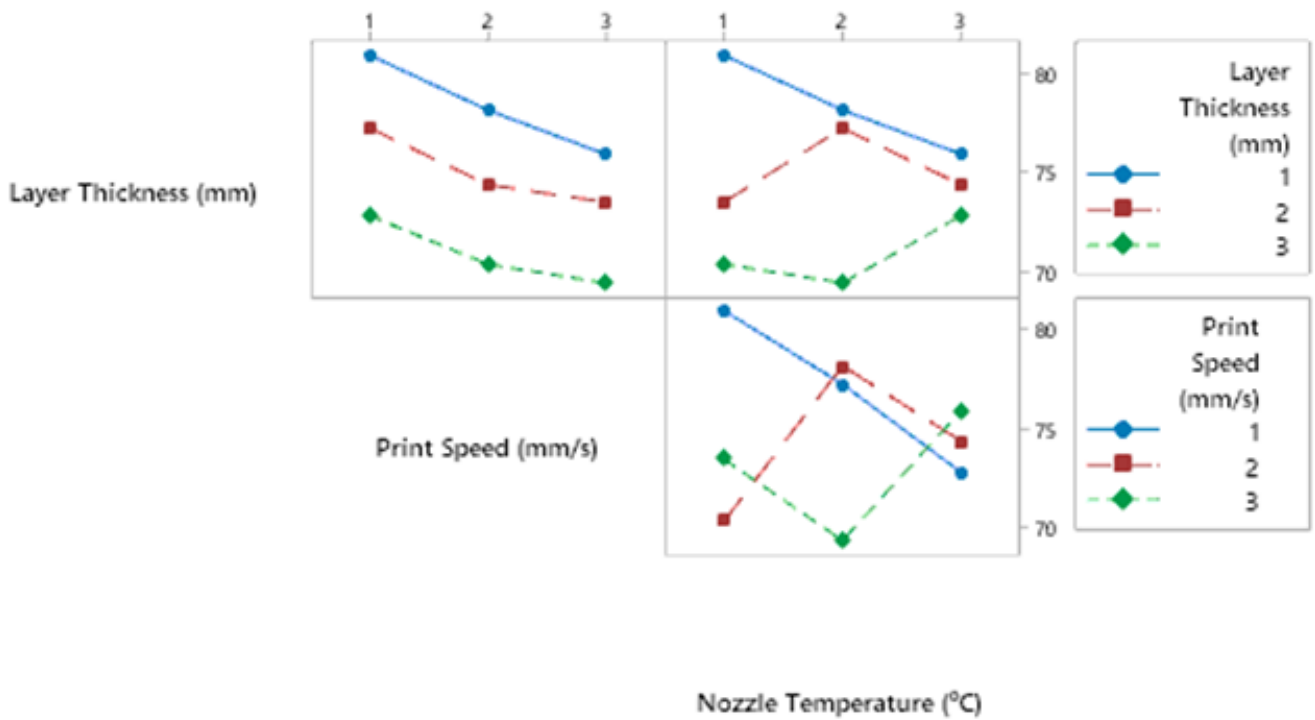 1 2 3 1 2 3
80
75
70
Layer Thickness (mm)
Layer
Thickness
(mm)
1
2
3
80
75
70
Print Speed (mm/s)
Print
Speed
(mm/s)
1
2
3
Nozzle Temperature (⁰C)